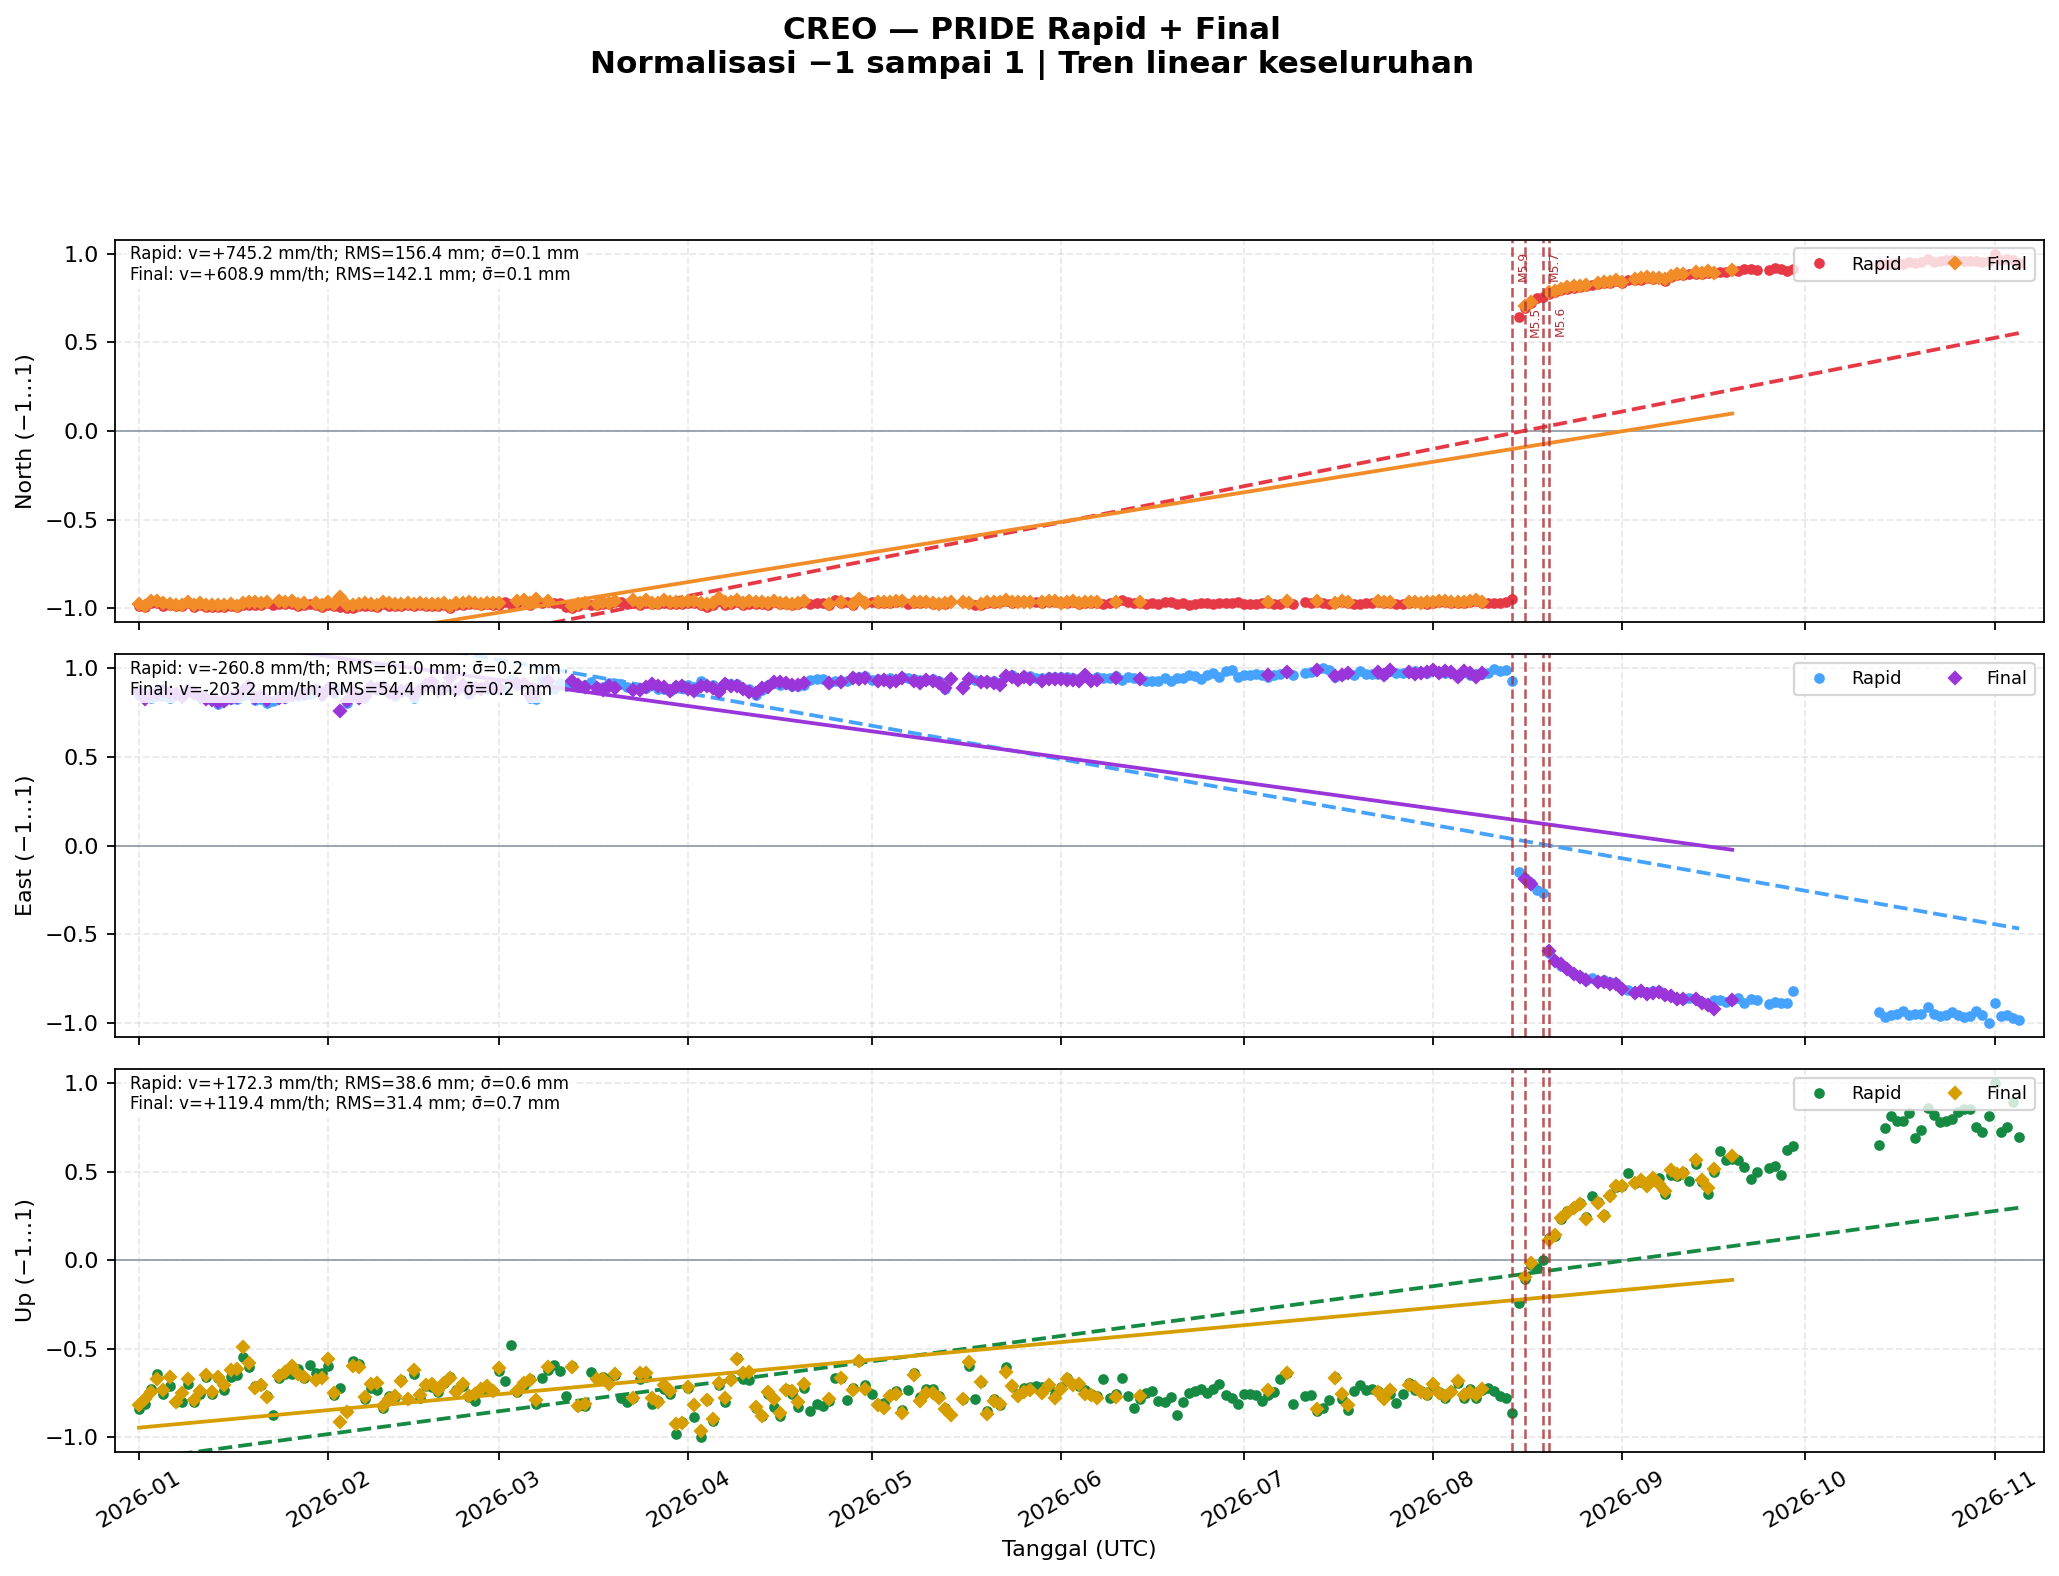 CREO — PRIDE Rapid + Final
Normalisasi −1 sampai 1 | Tren linear keseluruhan
Rapid: v=+745.2 mm/th; RMS=156.4 mm; σ̄=0.1 mm
Final: v=+608.9 mm/th; RMS=142.1 mm; σ̄=0.1 mm
M5.9
M5.7
M5.5
M5.6
Rapid Final
1.0
0.5
0.0
−0.5
−1.0
North (−1...1)
Rapid: v=-260.8 mm/th; RMS=61.0 mm; σ̄=0.2 mm
Final: v=-203.2 mm/th; RMS=54.4 mm; σ̄=0.2 mm
Rapid Final
1.0
0.5
0.0
−0.5
−1.0
East (−1...1)
Rapid: v=+172.3 mm/th; RMS=38.6 mm; σ̄=0.6 mm
Final: v=+119.4 mm/th; RMS=31.4 mm; σ̄=0.7 mm
Rapid Final
1.0
0.5
0.0
−0.5
−1.0
Up (−1...1)
2026-01 2026-02 2026-03 2026-04 2026-05 2026-06 2026-07 2026-08 2026-09 2026-10 2026-11
Tanggal (UTC)